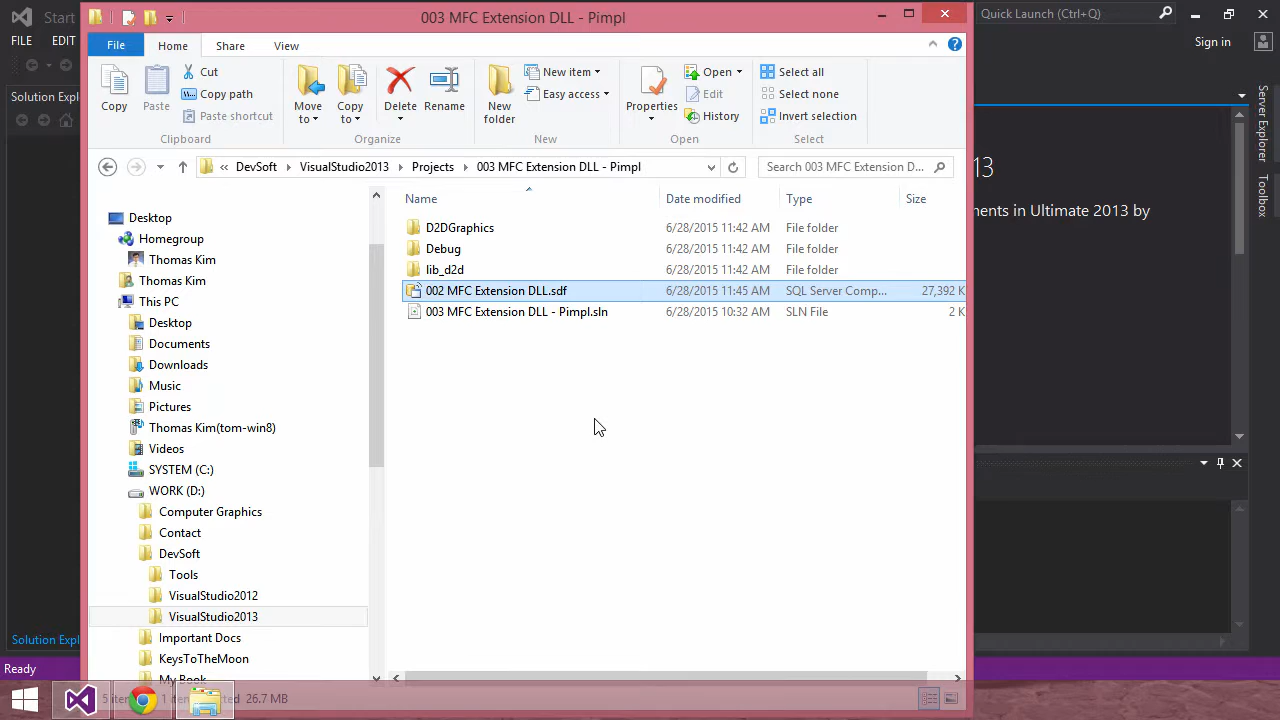 Start
003 MFC Extension DLL - Pimpl
Quick Launch (Ctrl+Q)
FILE
EDIT
File
Home
Share
View
Sign in
Copy
Paste
Cut
Copy path
Paste shortcut
Clipboard
Move to
Copy to
Delete
Rename
Organize
New folder
New item
Easy access
New
Properties
Open
Edit
History
Open
Select all
Select none
Invert selection
Select
Solution Expl
« DevSoft
VisualStudio2013
Projects
003 MFC Extension DLL - Pimpl
Search 003 MFC Extension D...
13
nents in Ultimate 2013 by
Server Explorer
Toolbox
Name
Date modified
Type
Size
D2DGraphics 6/28/2015 11:42 AM File folder
Debug 6/28/2015 11:42 AM File folder
lib_d2d 6/28/2015 11:42 AM File folder
002 MFC Extension DLL.sdf 6/28/2015 11:45 AM SQL Server Comp... 27,392 K
003 MFC Extension DLL - Pimpl.sln 6/28/2015 10:32 AM SLN File 2 K
Desktop
Homegroup
Thomas Kim
Thomas Kim
This PC
Desktop
Documents
Downloads
Music
Pictures
Thomas Kim(tom-win8)
Videos
SYSTEM (C:)
WORK (D:)
Computer Graphics
Contact
DevSoft
Tools
VisualStudio2012
VisualStudio2013
Important Docs
KeysToTheMoon
My Book
Solution Expl
Ready
5 item
26.7 MB